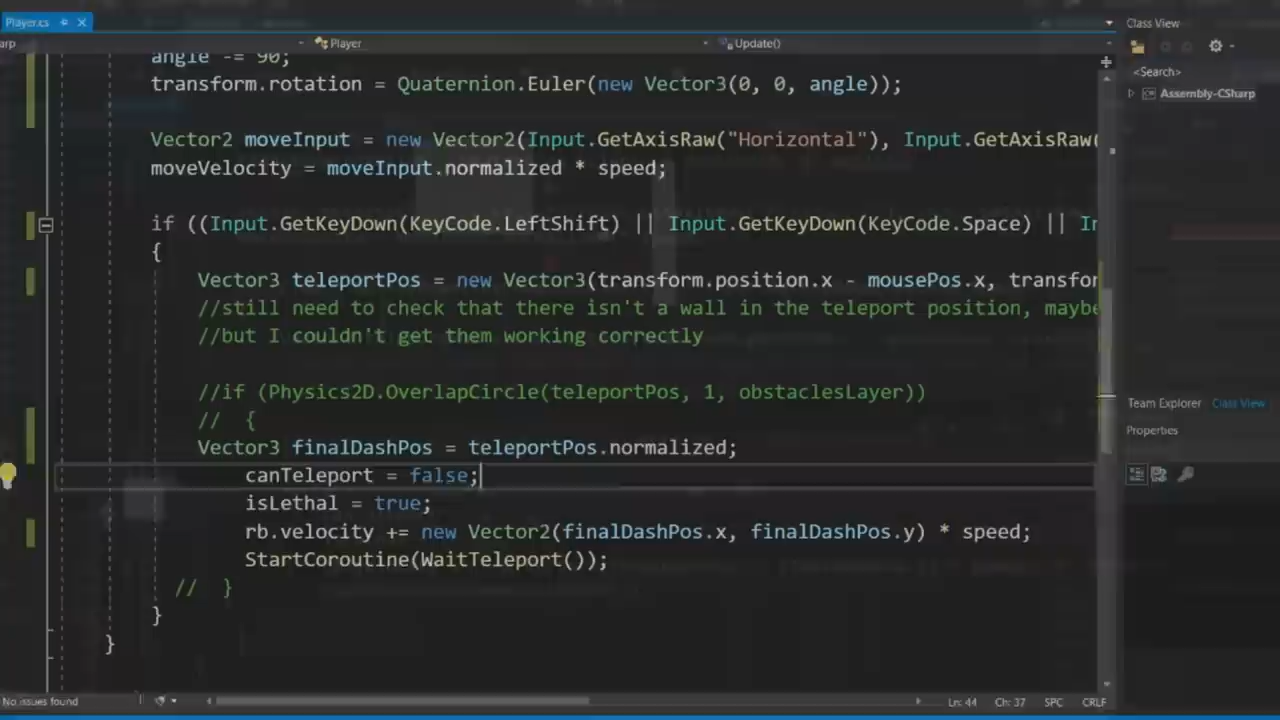 Player.cs
Class View
arp
Player
Update()
<Search>
Assembly-CSharp
angle -= 90;
transform.rotation = Quaternion.Euler(new Vector3(0, 0, angle));
Vector2 moveInput = new Vector2(Input.GetAxisRaw("Horizontal"), Input.GetAxisRaw(
moveVelocity = moveInput.normalized * speed;
if ((Input.GetKeyDown(KeyCode.LeftShift) || Input.GetKeyDown(KeyCode.Space) || In
{
Vector3 teleportPos = new Vector3(transform.position.x - mousePos.x, transfor
//still need to check that there isn't a wall in the teleport position, maybe
//but I couldn't get them working correctly
//if (Physics2D.OverlapCircle(teleportPos, 1, obstaclesLayer))
// {
Vector3 finalDashPos = teleportPos.normalized;
canTeleport = false;
isLethal = true;
rb.velocity += new Vector2(finalDashPos.x, finalDashPos.y) * speed;
StartCoroutine(WaitTeleport());
// }
}
}
Team Explorer Class View
Properties
No issues found
Ln: 44 Ch: 37 SPC CRLF